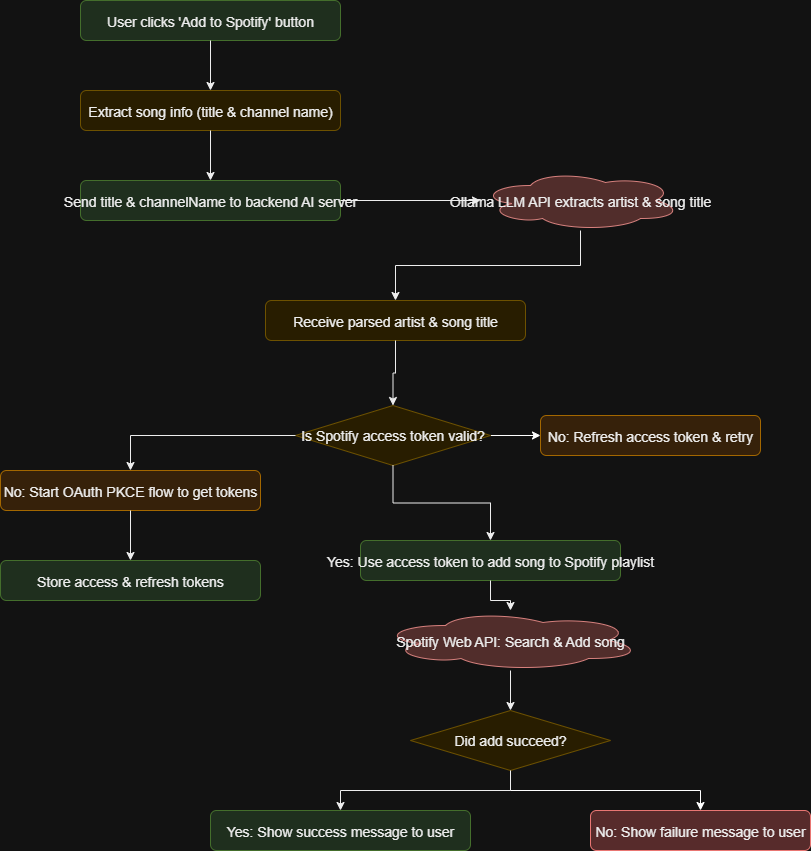 User clicks 'Add to Spotify' button
Extract song info (title & channel name)
Send title & channelName to backend AI server
Ollama LLM API extracts artist & song title
Receive parsed artist & song title
Is Spotify access token valid?
No: Refresh access token & retry
No: Start OAuth PKCE flow to get tokens
Yes: Use access token to add song to Spotify playlist
Store access & refresh tokens
Spotify Web API: Search & Add song
Did add succeed?
Yes: Show success message to user
No: Show failure message to user